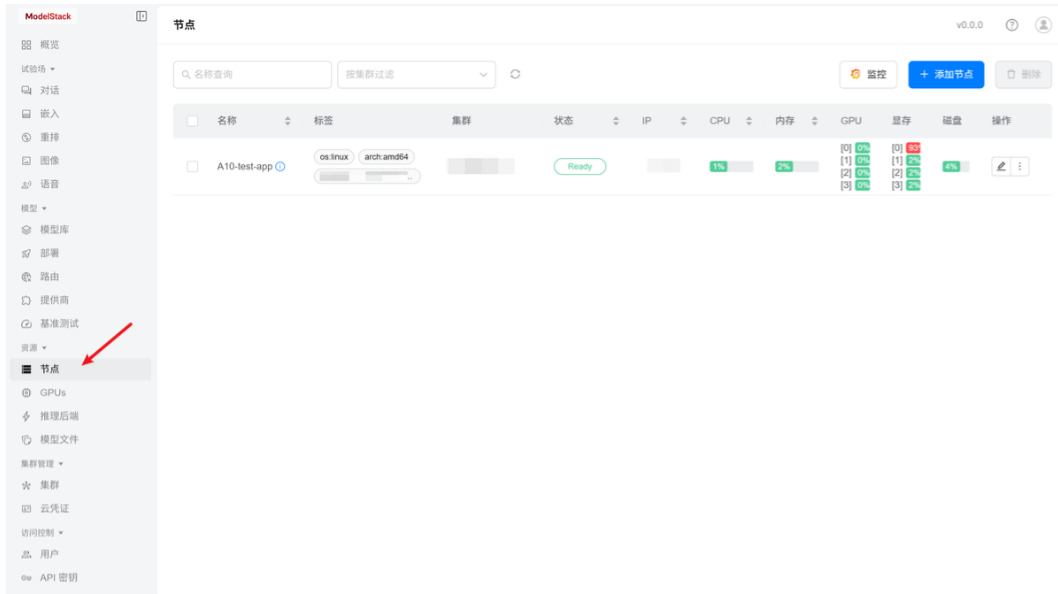 ModelStack
节点
v0.0.0
概览
试验场
对话
嵌入
重排
图像
语音
模型
模型库
部署
路由
提供商
基准测试
资源
节点
GPUs
推理后端
模型文件
集群管理
集群
云凭证
访问控制
用户
API 密钥
名称查询
按集群过滤
监控
+ 添加节点
删除
名称 标签 集群 状态 IP CPU 内存 GPU 显存 磁盘 操作
A10-test-app os:linux arch:amd64 Ready 1% 2% 4%
[0] 0% [0] 93%
[1] 0% [1] 2%
[2] 0% [2] 2%
[3] 0% [3] 2%